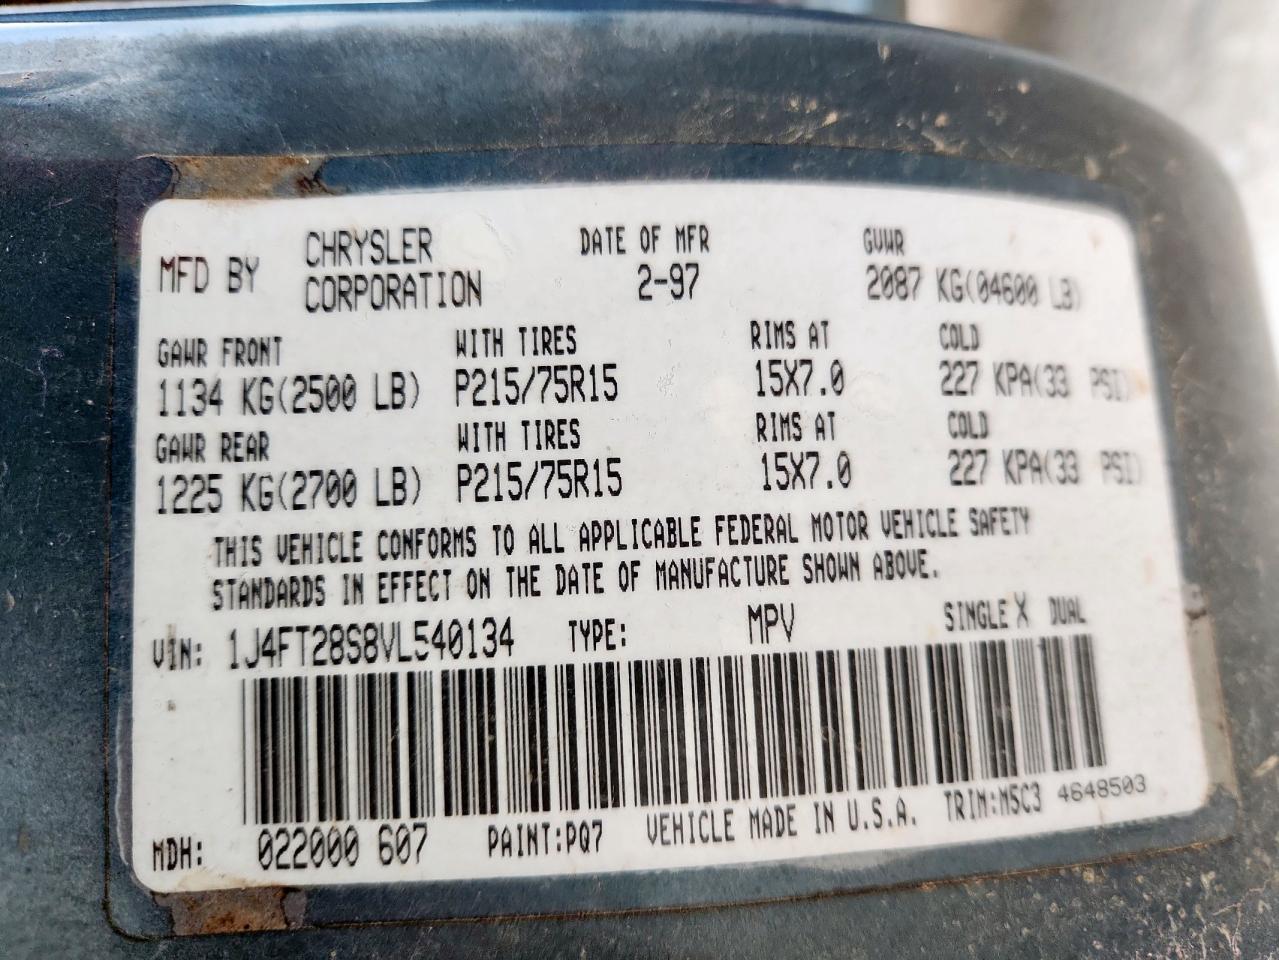 MFD BY CHRYSLER CORPORATION DATE OF MFR 2-97 GVWR 2087 KG(04600 LB)
GAWR FRONT WITH TIRES RIMS AT COLD
1134 KG(2500 LB) P215/75R15 15X7.0 227 KPA(33 PSI)
GAWR REAR WITH TIRES RIMS AT COLD
1225 KG(2700 LB) P215/75R15 15X7.0 227 KPA(33 PSI)
THIS VEHICLE CONFORMS TO ALL APPLICABLE FEDERAL MOTOR VEHICLE SAFETY
STANDARDS IN EFFECT ON THE DATE OF MANUFACTURE SHOWN ABOVE.
VIN: 1J4FT28S8VL540134 TYPE: MPV SINGLE X DUAL
MDH: 022000 607 PAINT:PQ7 VEHICLE MADE IN U.S.A. TRIM:M5C3 4648503